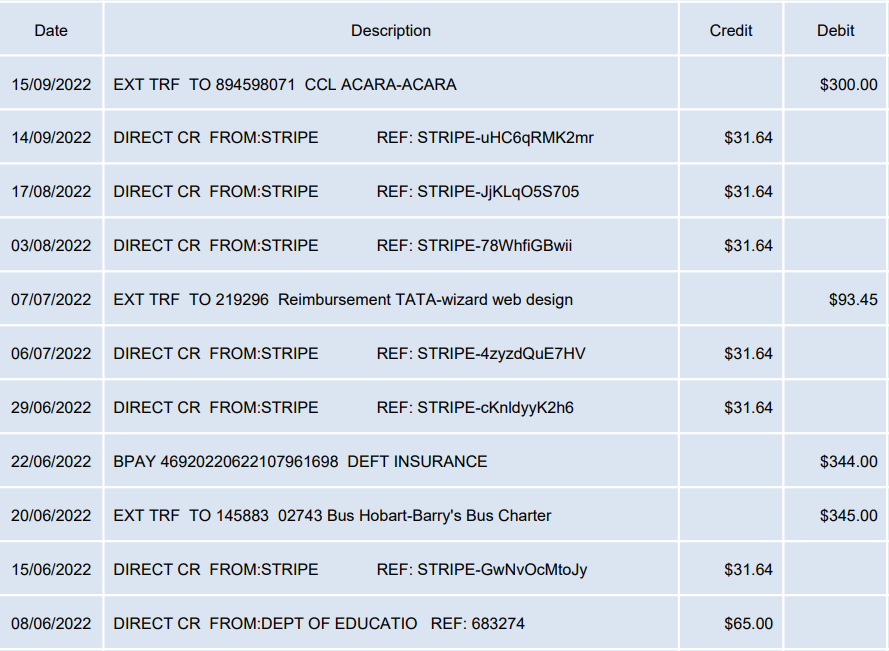 Date Description Credit Debit
15/09/2022 EXT TRF TO 894598071 CCL ACARA-ACARA $300.00
14/09/2022 DIRECT CR FROM:STRIPE REF: STRIPE-uHC6qRMK2mr $31.64
17/08/2022 DIRECT CR FROM:STRIPE REF: STRIPE-JjKLqO5S705 $31.64
03/08/2022 DIRECT CR FROM:STRIPE REF: STRIPE-78WhfiGBwii $31.64
07/07/2022 EXT TRF TO 219296 Reimbursement TATA-wizard web design $93.45
06/07/2022 DIRECT CR FROM:STRIPE REF: STRIPE-4zyzdQuE7HV $31.64
29/06/2022 DIRECT CR FROM:STRIPE REF: STRIPE-cKnldyyK2h6 $31.64
22/06/2022 BPAY 46920220622107961698 DEFT INSURANCE $344.00
20/06/2022 EXT TRF TO 145883 02743 Bus Hobart-Barry's Bus Charter $345.00
15/06/2022 DIRECT CR FROM:STRIPE REF: STRIPE-GwNvOcMtoJy $31.64
08/06/2022 DIRECT CR FROM:DEPT OF EDUCATIO REF: 683274 $65.00